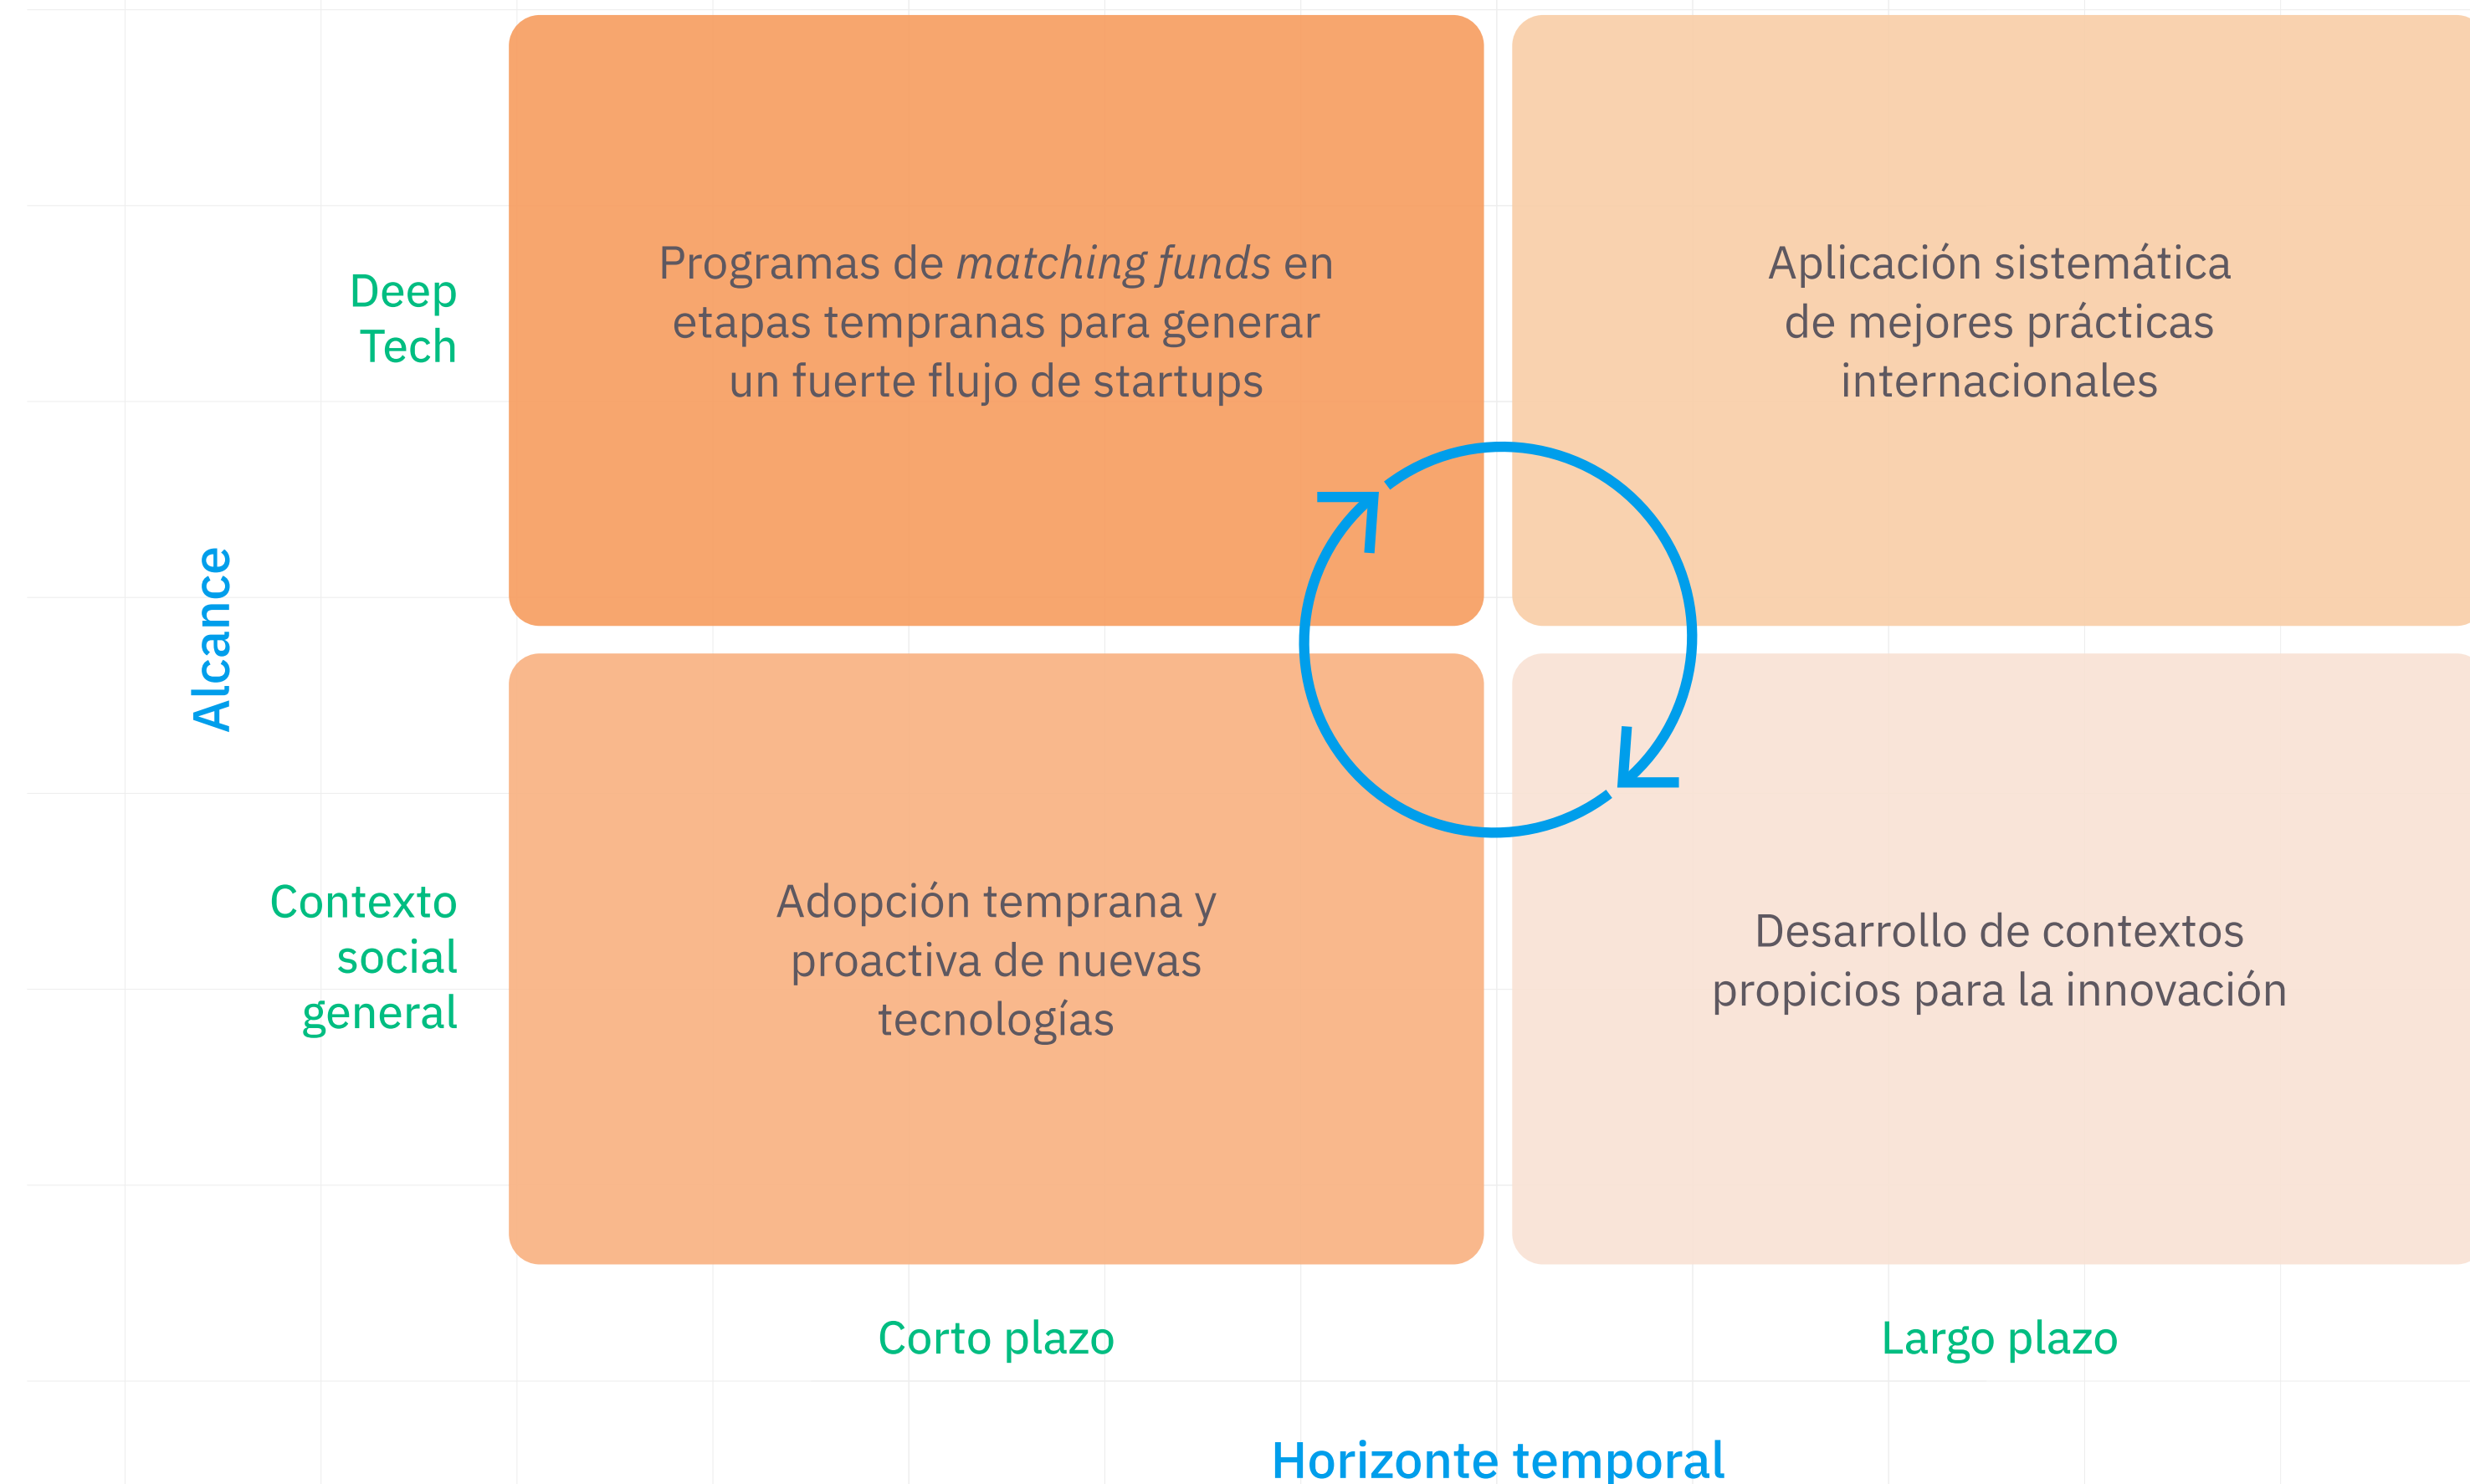 Programas de matching funds en
etapas tempranas para generar
un fuerte flujo de startups
Aplicación sistemática
de mejores prácticas
internacionales
Deep
Tech
Alcance
Contexto
social
general
Adopción temprana y
proactiva de nuevas
tecnologías
Desarrollo de contextos
propicios para la innovación
Corto plazo
Largo plazo
Horizonte temporal